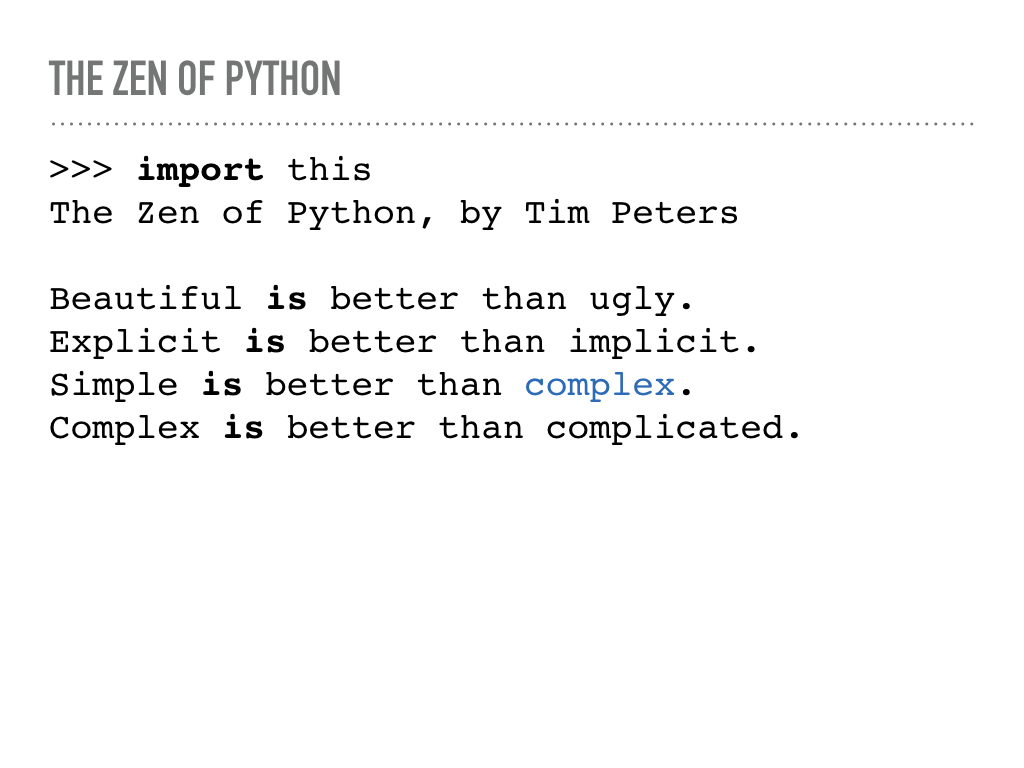 THE ZEN OF PYTHON
>>> import this
The Zen of Python, by Tim Peters
Beautiful is better than ugly.
Explicit is better than implicit.
Simple is better than complex.
Complex is better than complicated.